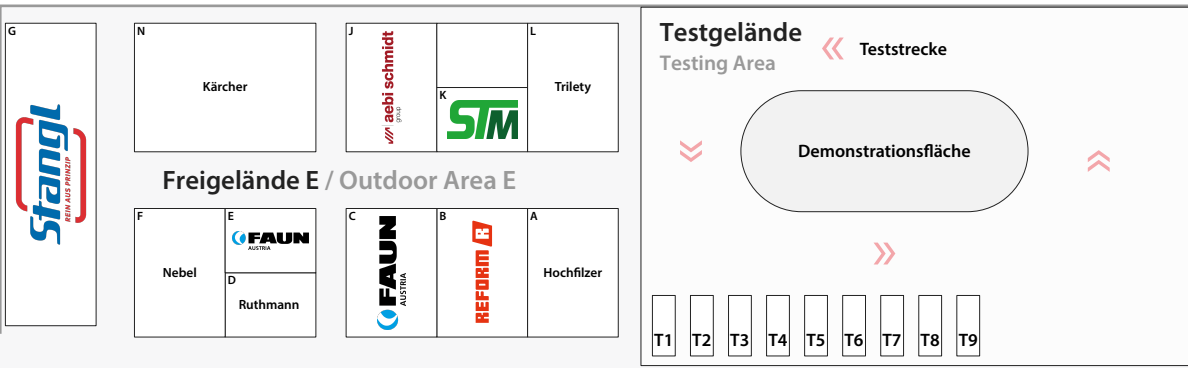 G
Stangl
REIN AUS PRINZIP
N
Kärcher
J
aebi schmidt
group
K
STM
L
Trilety
Freigelände E / Outdoor Area E
F
Nebel
E
FAUN
AUSTRIA
D
Ruthmann
C
FAUN
AUSTRIA
B
REFORM R
A
Hochfilzer
Testgelände
Testing Area
Teststrecke
Demonstrationsfläche
T1 T2 T3 T4 T5 T6 T7 T8 T9